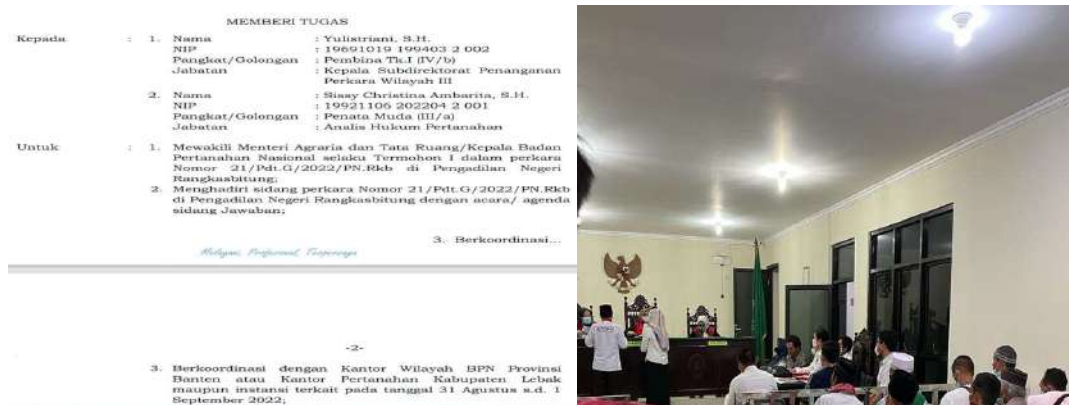 MEMBERI TUGAS
Kepada : 1. Nama : Yulistriani, S.H.
NIP : 19691019 199403 2 002
Pangkat/Golongan : Pembina Tk.I (IV/b)
Jabatan : Kepala Subdirektorat Penanganan
Perkara Wilayah III
2. Nama : Sissy Christina Ambarita, S.H.
NIP : 19921106 202204 2 001
Pangkat/Golongan : Penata Muda (III/a)
Jabatan : Analis Hukum Pertanahan
Untuk : 1. Mewakili Menteri Agraria dan Tata Ruang/Kepala Badan
Pertanahan Nasional selaku Termohon I dalam perkara
Nomor 21/Pdt.G/2022/PN.Rkb di Pengadilan Negeri
Rangkasbitung;
2. Menghadiri sidang perkara Nomor 21/Pdt.G/2022/PN.Rkb
di Pengadilan Negeri Rangkasbitung dengan acara/ agenda
sidang Jawaban;
3. Berkoordinasi...
Melayani, Profesional, Terpercaya
-2-
3. Berkoordinasi dengan Kantor Wilayah BPN Provinsi
Banten atau Kantor Pertanahan Kabupaten Lebak
maupun instansi terkait pada tanggal 31 Agustus s.d. 1
September 2022;